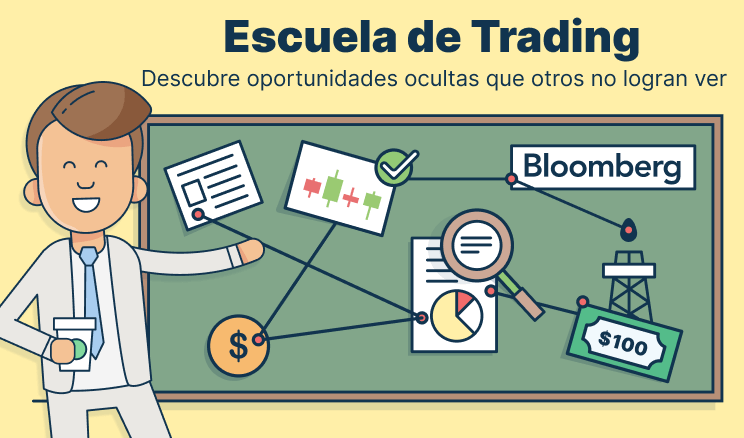 Escuela de Trading
Descubre oportunidades ocultas que otros no logran ver
Bloomberg
$
$100